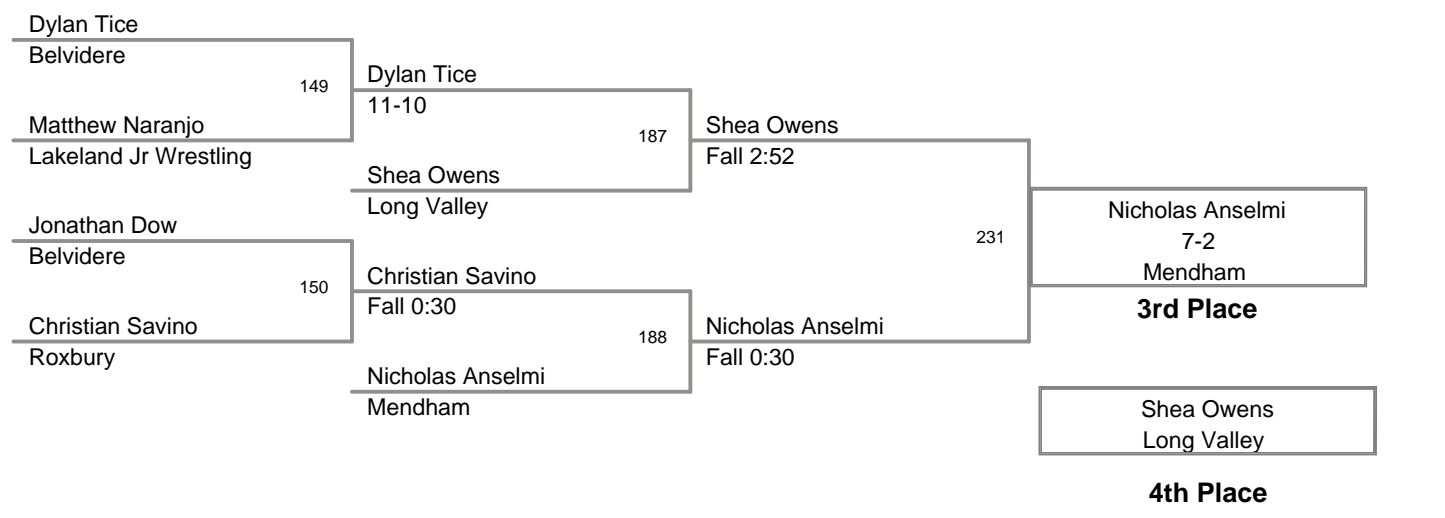 Dylan Tice
Belvidere
149
Matthew Naranjo
Lakeland Jr Wrestling
Dylan Tice
11-10
187
Shea Owens
Long Valley
Shea Owens
Fall 2:52
Jonathan Dow
Belvidere
150
Christian Savino
Roxbury
Christian Savino
Fall 0:30
188
Nicholas Anselmi
Mendham
Nicholas Anselmi
Fall 0:30
231
Nicholas Anselmi
7-2
Mendham
3rd Place
Shea Owens
Long Valley
4th Place